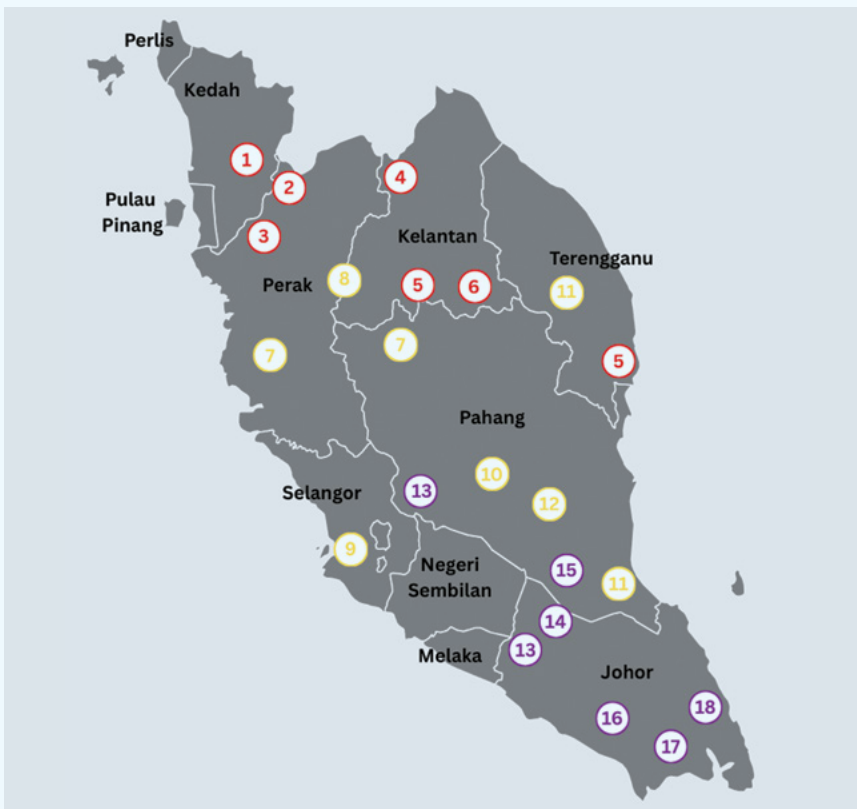 Perlis
Kedah
1
2
4
Pulau
Pinang
3
Kelantan
Terengganu
Perak
8
5
6
11
7
7
5
Pahang
10
Selangor
13
12
9
Negeri
Sembilan
15
11
14
Melaka
13
Johor
16
18
17